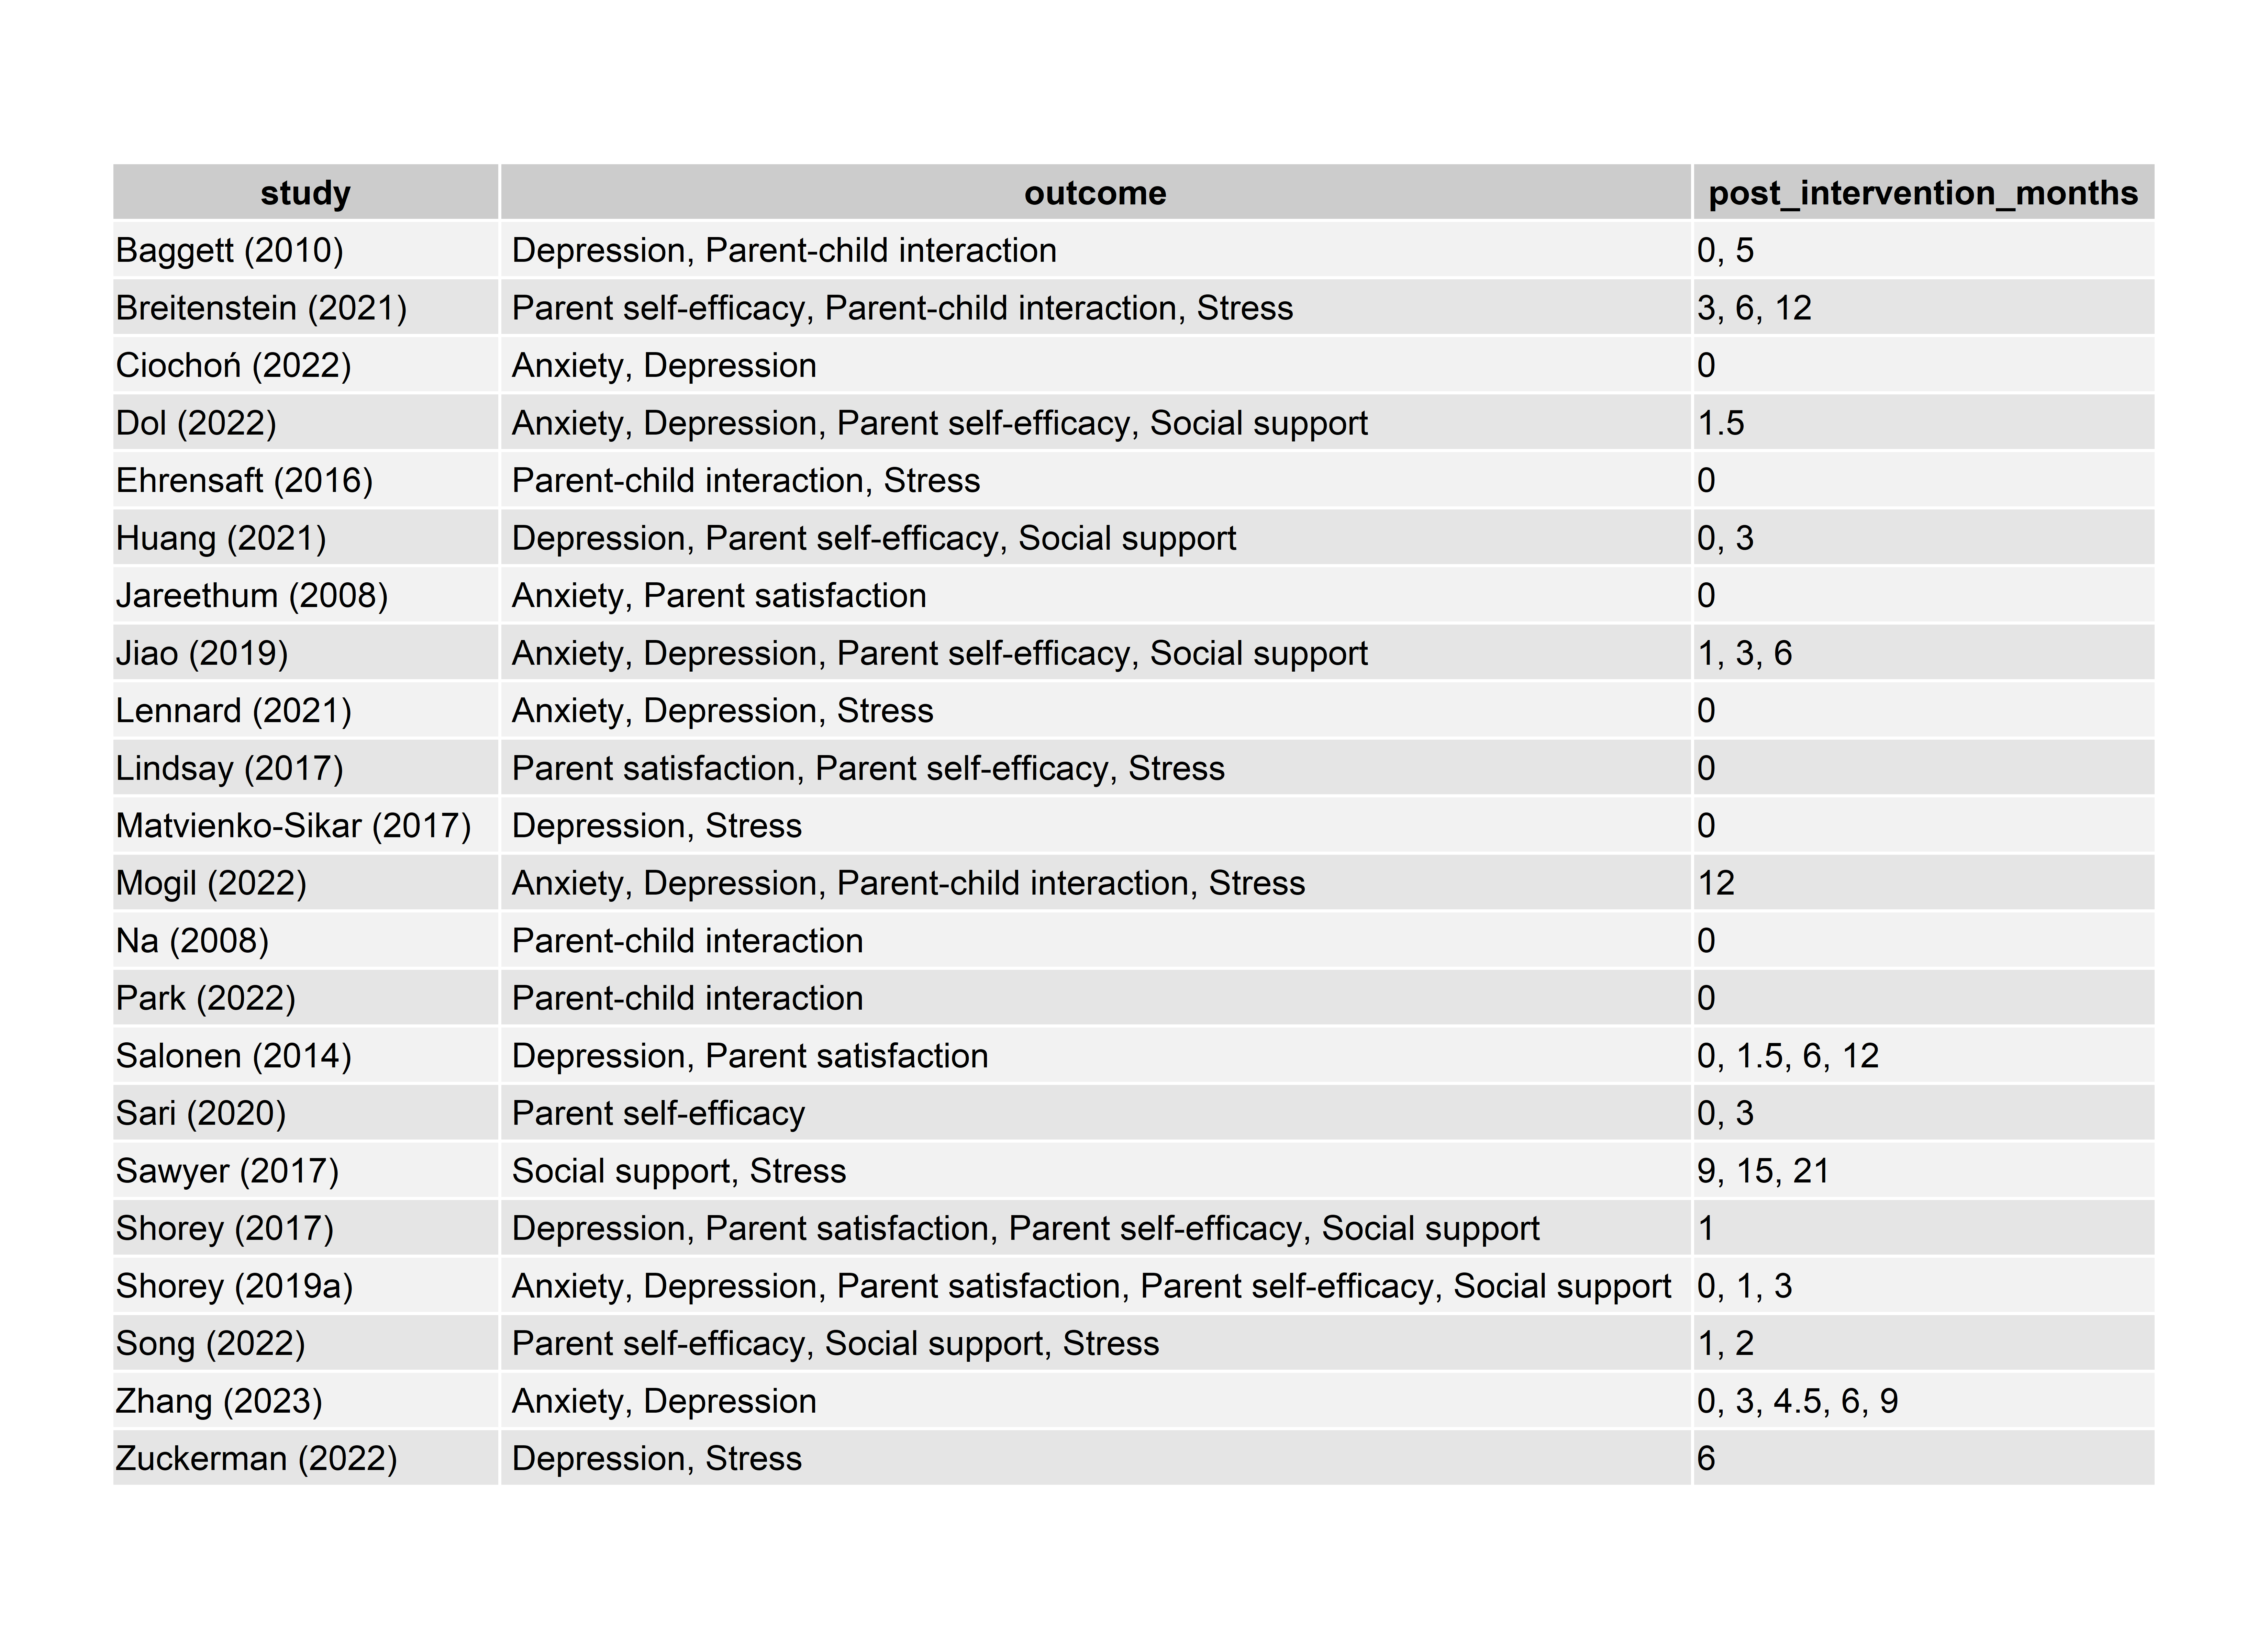 study outcome post_intervention_months
Baggett (2010) Depression, Parent-child interaction 0, 5
Breitenstein (2021) Parent self-efficacy, Parent-child interaction, Stress 3, 6, 12
Ciochoń (2022) Anxiety, Depression 0
Dol (2022) Anxiety, Depression, Parent self-efficacy, Social support 1.5
Ehrensaft (2016) Parent-child interaction, Stress 0
Huang (2021) Depression, Parent self-efficacy, Social support 0, 3
Jareethum (2008) Anxiety, Parent satisfaction 0
Jiao (2019) Anxiety, Depression, Parent self-efficacy, Social support 1, 3, 6
Lennard (2021) Anxiety, Depression, Stress 0
Lindsay (2017) Parent satisfaction, Parent self-efficacy, Stress 0
Matvienko-Sikar (2017) Depression, Stress 0
Mogil (2022) Anxiety, Depression, Parent-child interaction, Stress 12
Na (2008) Parent-child interaction 0
Park (2022) Parent-child interaction 0
Salonen (2014) Depression, Parent satisfaction 0, 1.5, 6, 12
Sari (2020) Parent self-efficacy 0, 3
Sawyer (2017) Social support, Stress 9, 15, 21
Shorey (2017) Depression, Parent satisfaction, Parent self-efficacy, Social support 1
Shorey (2019a) Anxiety, Depression, Parent satisfaction, Parent self-efficacy, Social support 0, 1, 3
Song (2022) Parent self-efficacy, Social support, Stress 1, 2
Zhang (2023) Anxiety, Depression 0, 3, 4.5, 6, 9
Zuckerman (2022) Depression, Stress 6